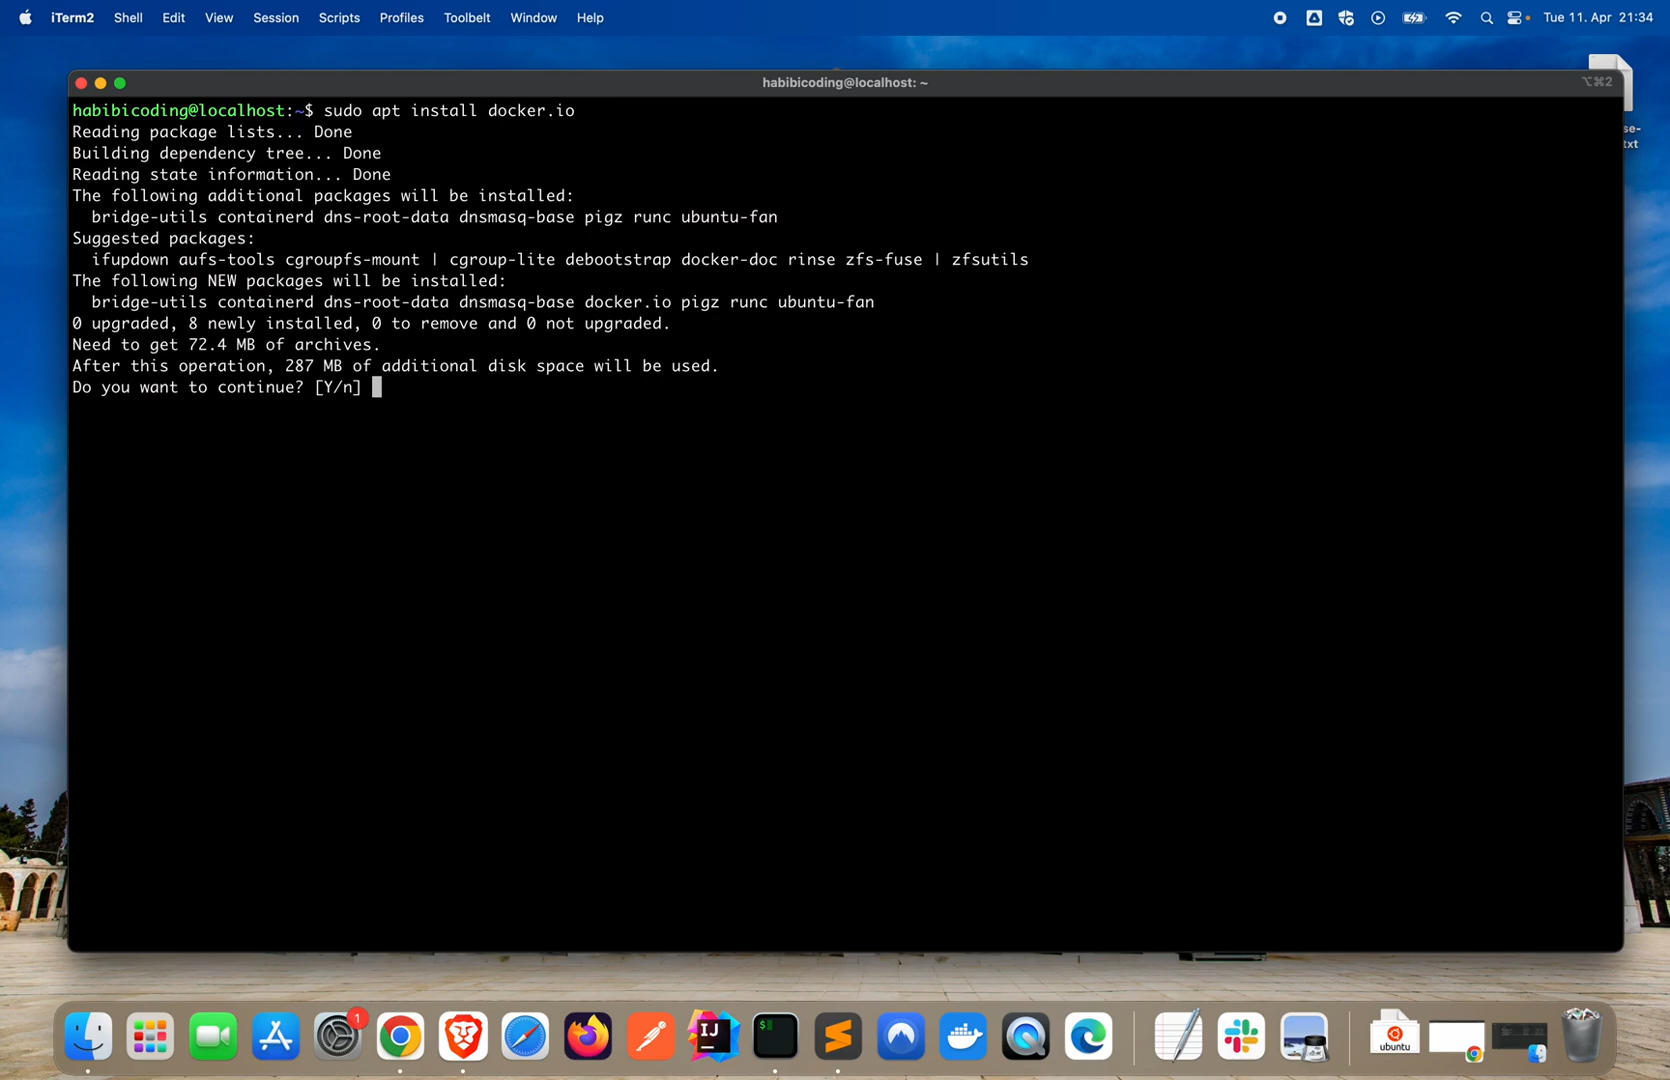 iTerm2 Shell Edit View Session Scripts Profiles Toolbelt Window Help Tue 11. Apr 21:34
habibicoding@localhost: ~ ⌥⌘2
habibicoding@localhost:~$ sudo apt install docker.io
Reading package lists... Done
Building dependency tree... Done
Reading state information... Done
The following additional packages will be installed:
bridge-utils containerd dns-root-data dnsmasq-base pigz runc ubuntu-fan
Suggested packages:
ifupdown aufs-tools cgroupfs-mount | cgroup-lite debootstrap docker-doc rinse zfs-fuse | zfsutils
The following NEW packages will be installed:
bridge-utils containerd dns-root-data dnsmasq-base docker.io pigz runc ubuntu-fan
0 upgraded, 8 newly installed, 0 to remove and 0 not upgraded.
Need to get 72.4 MB of archives.
After this operation, 287 MB of additional disk space will be used.
Do you want to continue? [Y/n]
se-
txt
1
IJ
$
ubuntu